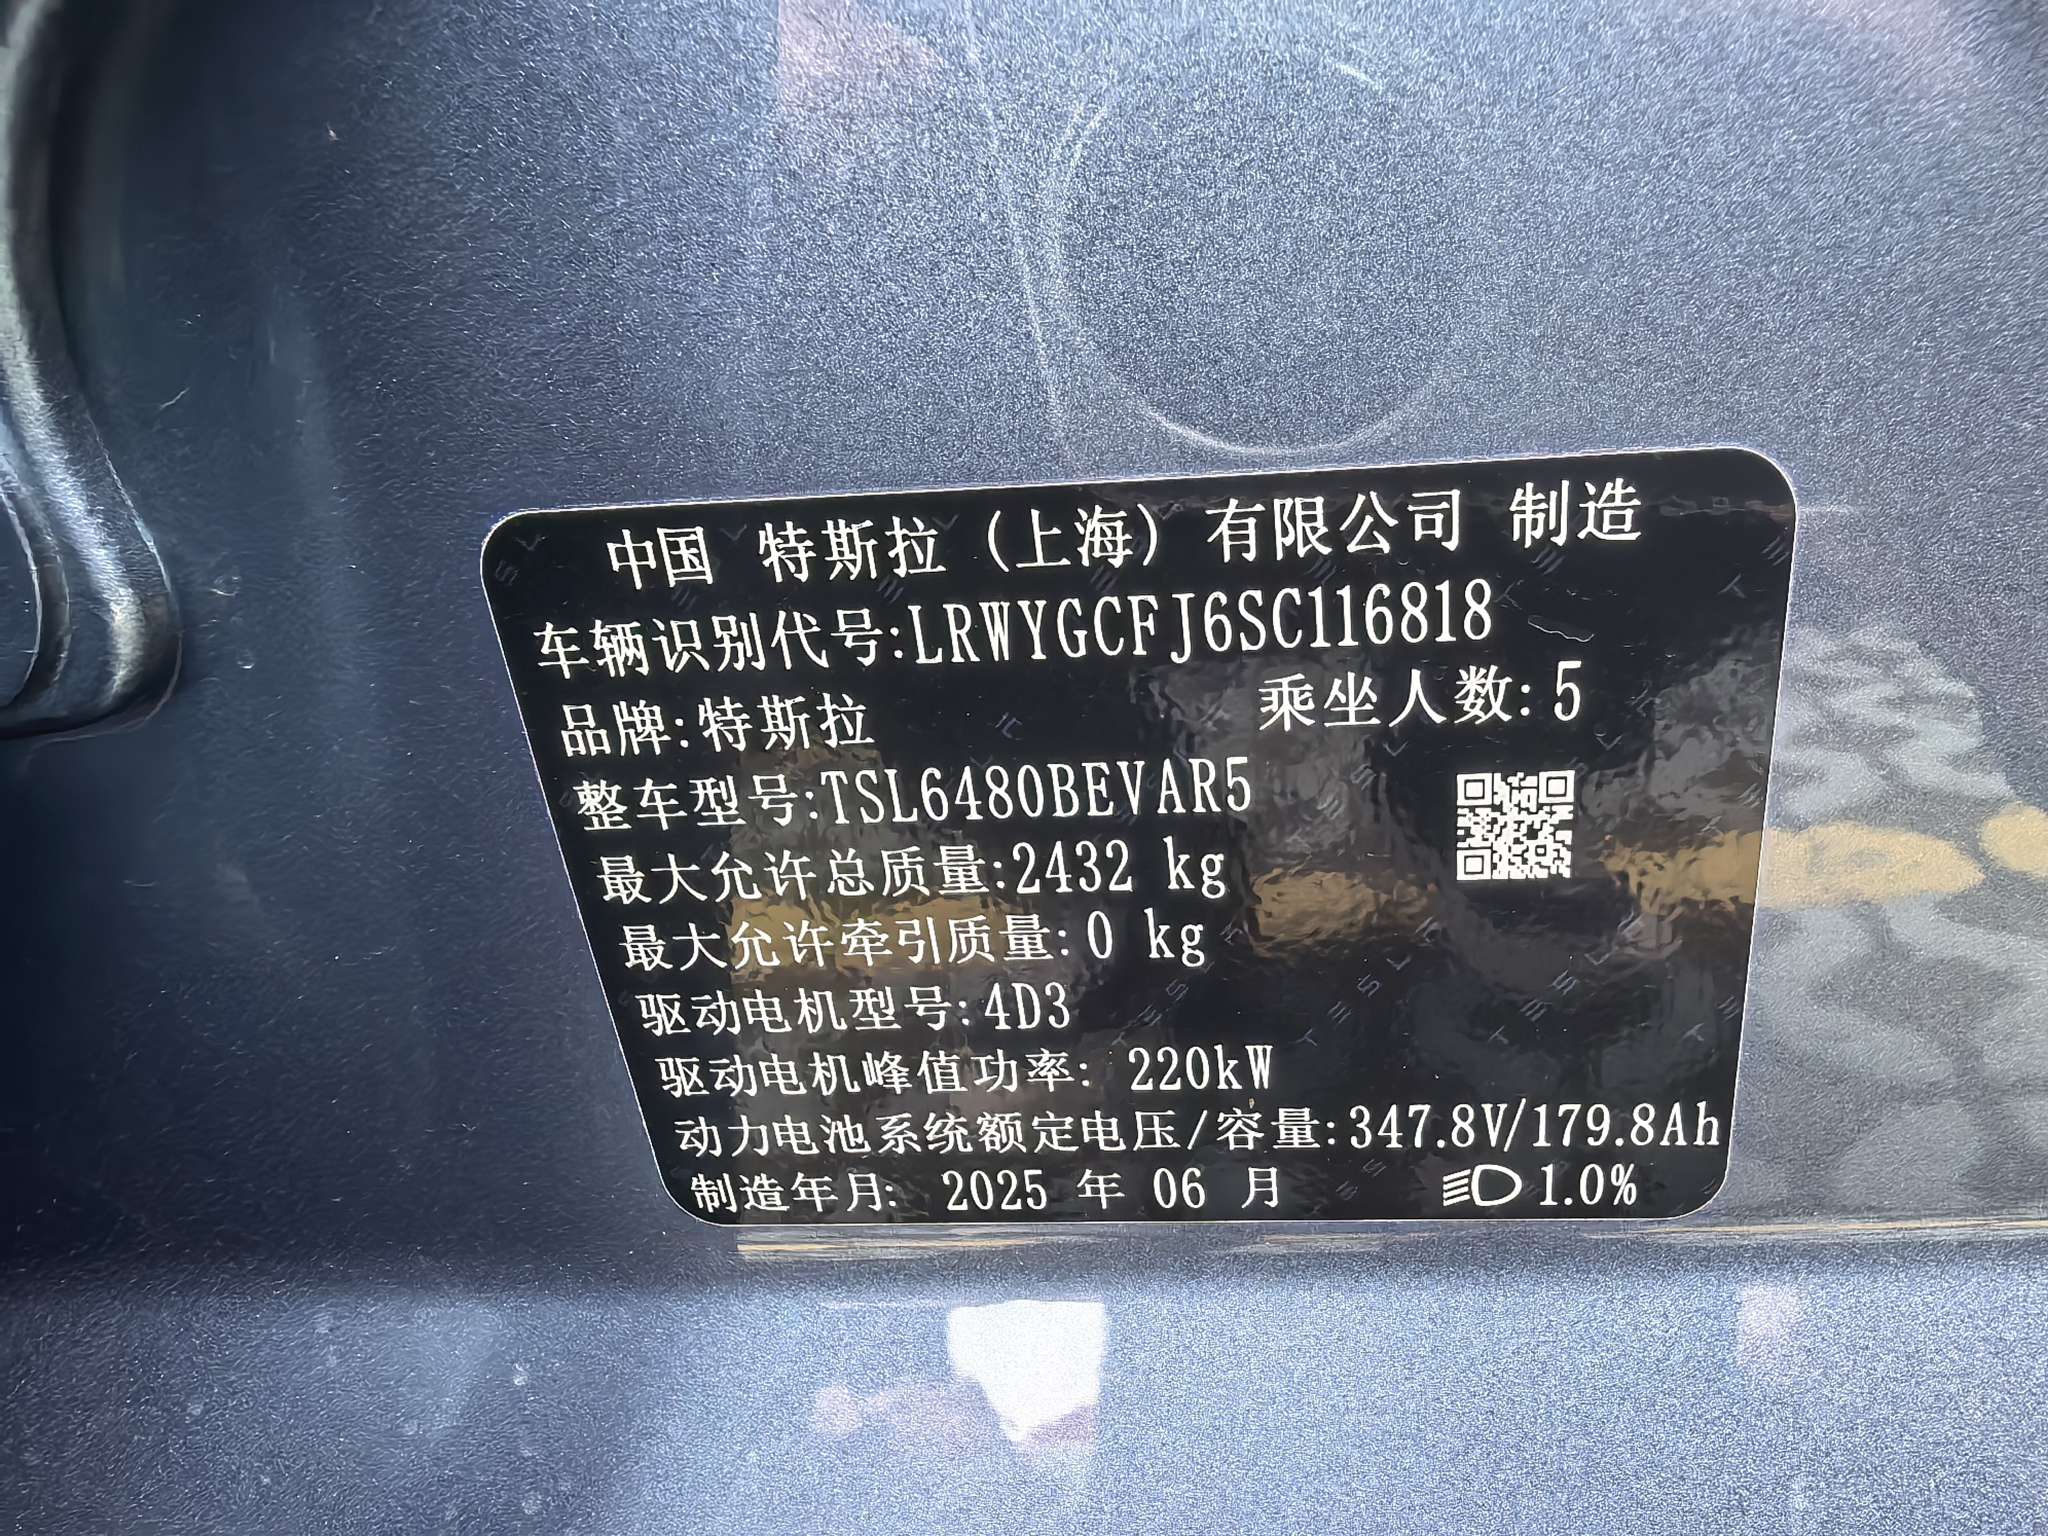 中国 特斯拉 (上海) 有限公司 制造
车辆识别代号:LRWYGCFJ6SC116818
品牌:特斯拉 乘坐人数:5
整车型号:TSL6480BEVAR5
最大允许总质量:2432 kg
最大允许牵引质量:0 kg
驱动电机型号:4D3
驱动电机峰值功率: 220kW
动力电池系统额定电压/容量:347.8V/179.8Ah
制造年月: 2025 年 06 月 1.0%